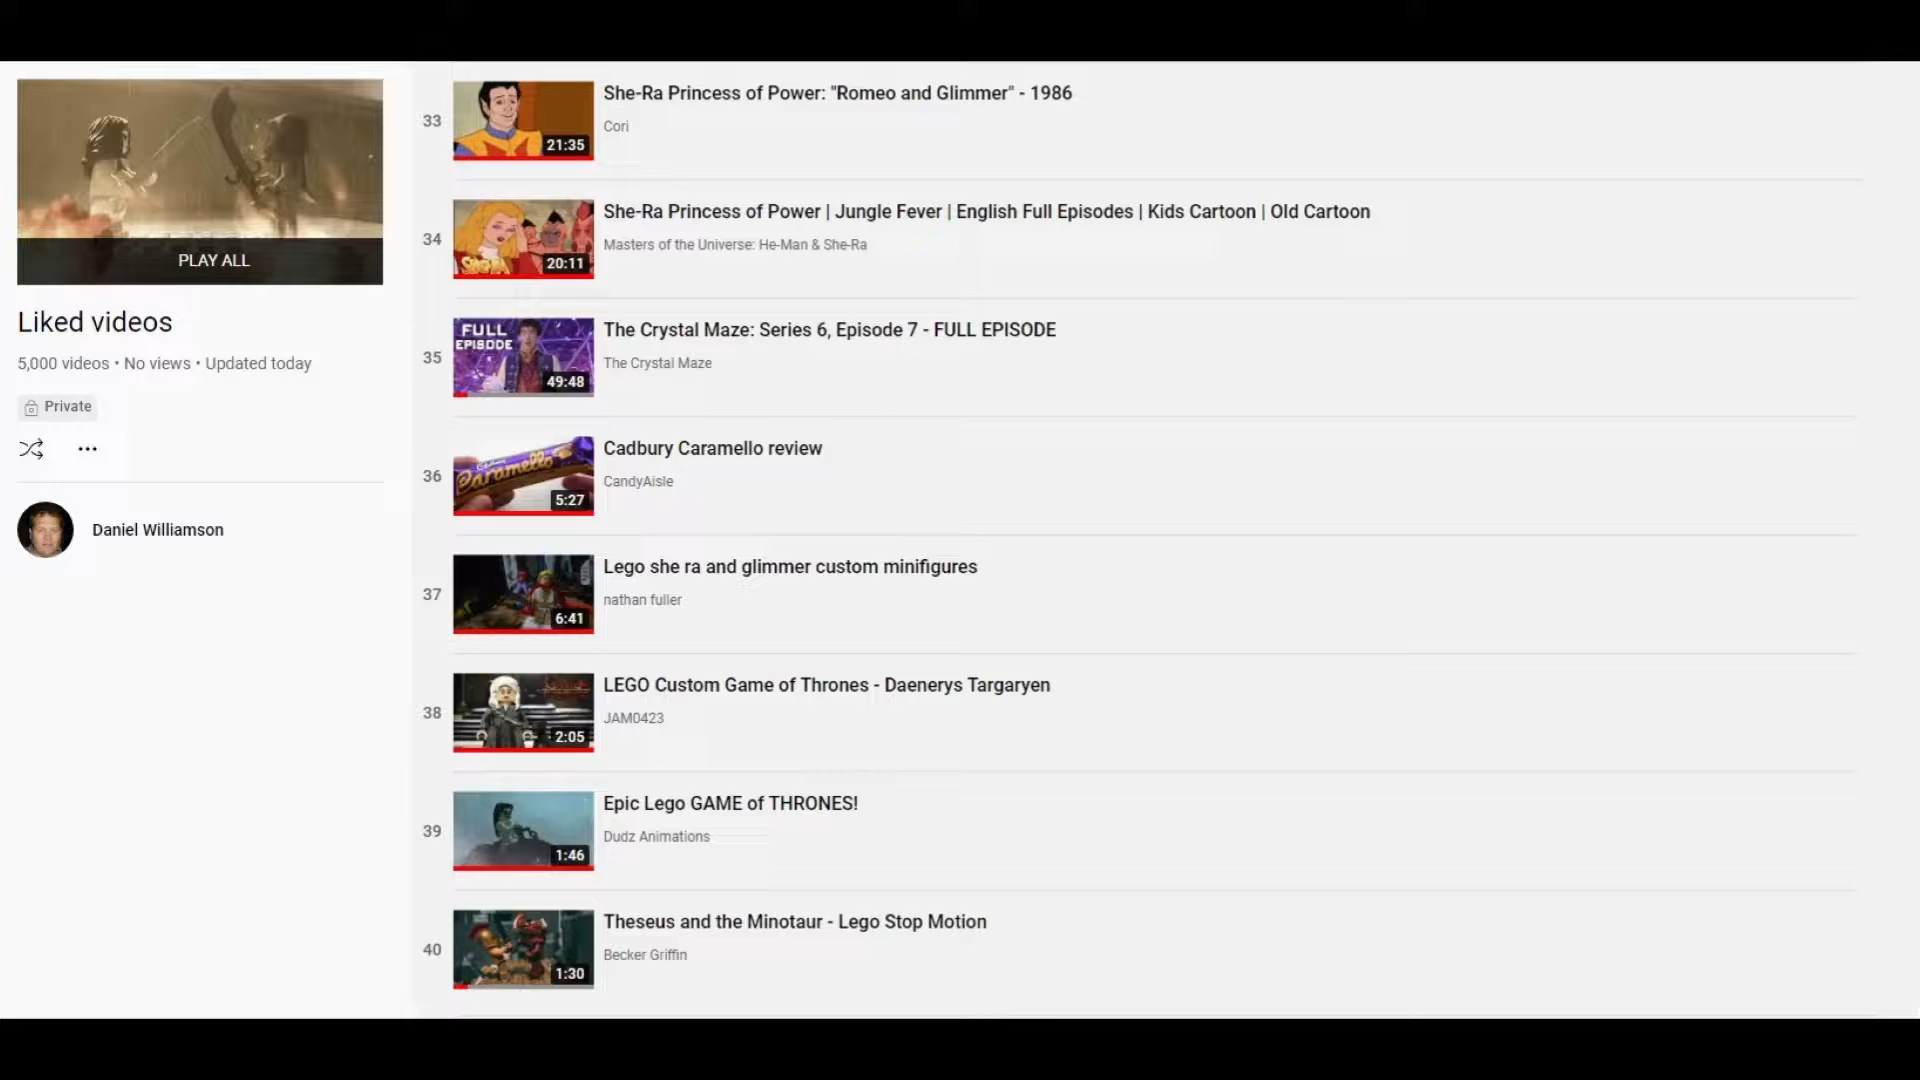 PLAY ALL
Liked videos
5,000 videos • No views • Updated today
Private
Daniel Williamson
33
21:35
She-Ra Princess of Power: "Romeo and Glimmer" - 1986
Cori
34
20:11
She-Ra Princess of Power | Jungle Fever | English Full Episodes | Kids Cartoon | Old Cartoon
Masters of the Universe: He-Man & She-Ra
35
FULL
EPISODE
49:48
The Crystal Maze: Series 6, Episode 7 - FULL EPISODE
The Crystal Maze
36
Cadbury
Caramello
5:27
Cadbury Caramello review
CandyAisle
37
6:41
Lego she ra and glimmer custom minifigures
nathan fuller
38
2:05
LEGO Custom Game of Thrones - Daenerys Targaryen
JAM0423
39
1:46
Epic Lego GAME of THRONES!
Dudz Animations
40
1:30
Theseus and the Minotaur - Lego Stop Motion
Becker Griffin